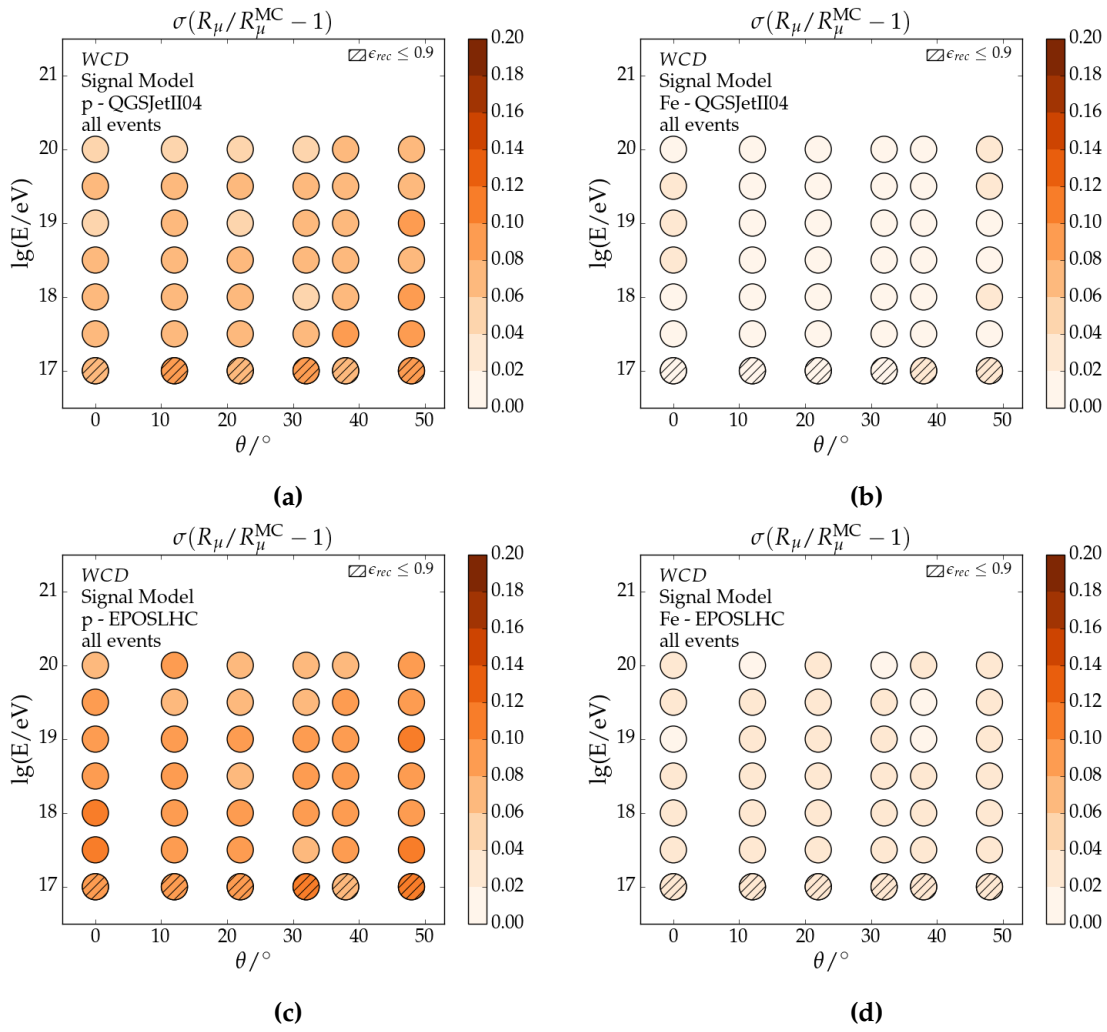 σ(R_μ/R_μ^MC − 1)
WCD
Signal Model
p - QGSJetII04
all events
ϵ_rec ≤ 0.9
lg(E/eV)
21
20
19
18
17
0 10 20 30 40 50
θ/°
0.20
0.18
0.16
0.14
0.12
0.10
0.08
0.06
0.04
0.02
0.00
(a)
σ(R_μ/R_μ^MC − 1)
WCD
Signal Model
Fe - QGSJetII04
all events
ϵ_rec ≤ 0.9
lg(E/eV)
21
20
19
18
17
0 10 20 30 40 50
θ/°
0.20
0.18
0.16
0.14
0.12
0.10
0.08
0.06
0.04
0.02
0.00
(b)
σ(R_μ/R_μ^MC − 1)
WCD
Signal Model
p - EPOSLHC
all events
ϵ_rec ≤ 0.9
lg(E/eV)
21
20
19
18
17
0 10 20 30 40 50
θ/°
0.20
0.18
0.16
0.14
0.12
0.10
0.08
0.06
0.04
0.02
0.00
(c)
σ(R_μ/R_μ^MC − 1)
WCD
Signal Model
Fe - EPOSLHC
all events
ϵ_rec ≤ 0.9
lg(E/eV)
21
20
19
18
17
0 10 20 30 40 50
θ/°
0.20
0.18
0.16
0.14
0.12
0.10
0.08
0.06
0.04
0.02
0.00
(d)